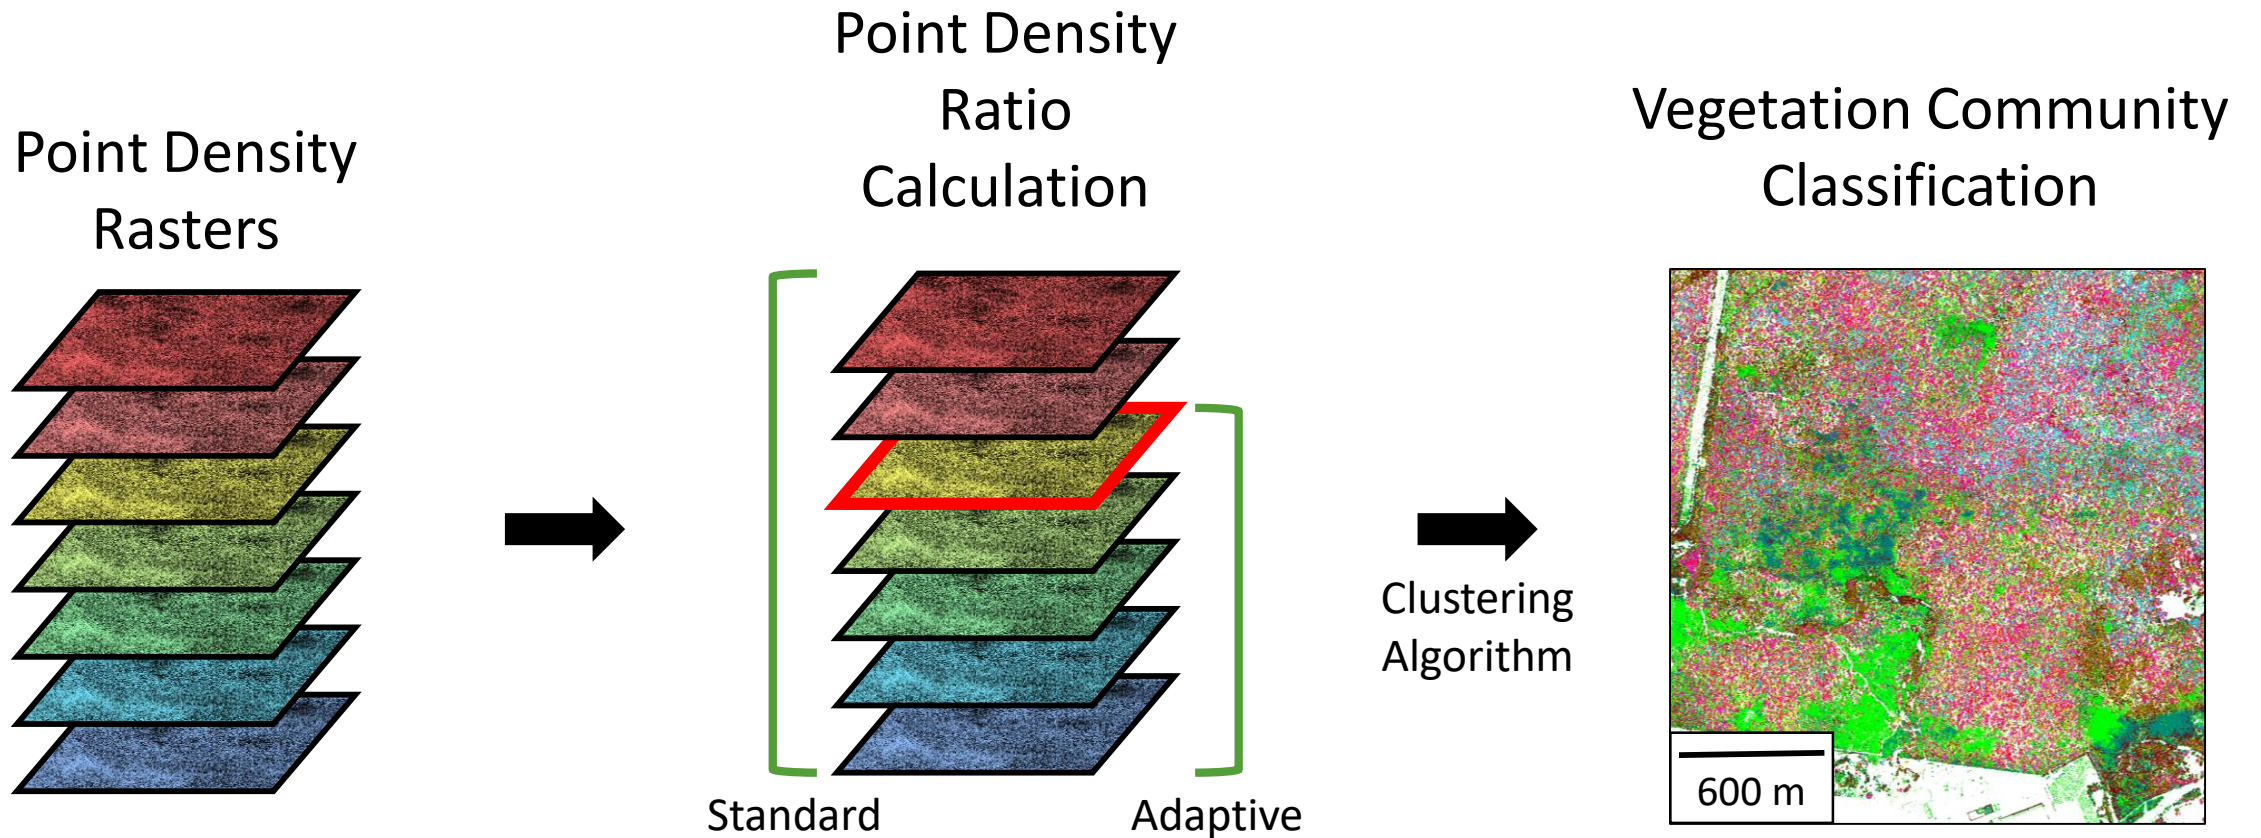 Point Density
Rasters
Point Density
Ratio
Calculation
Standard
Adaptive
Clustering
Algorithm
Vegetation Community
Classification
600 m